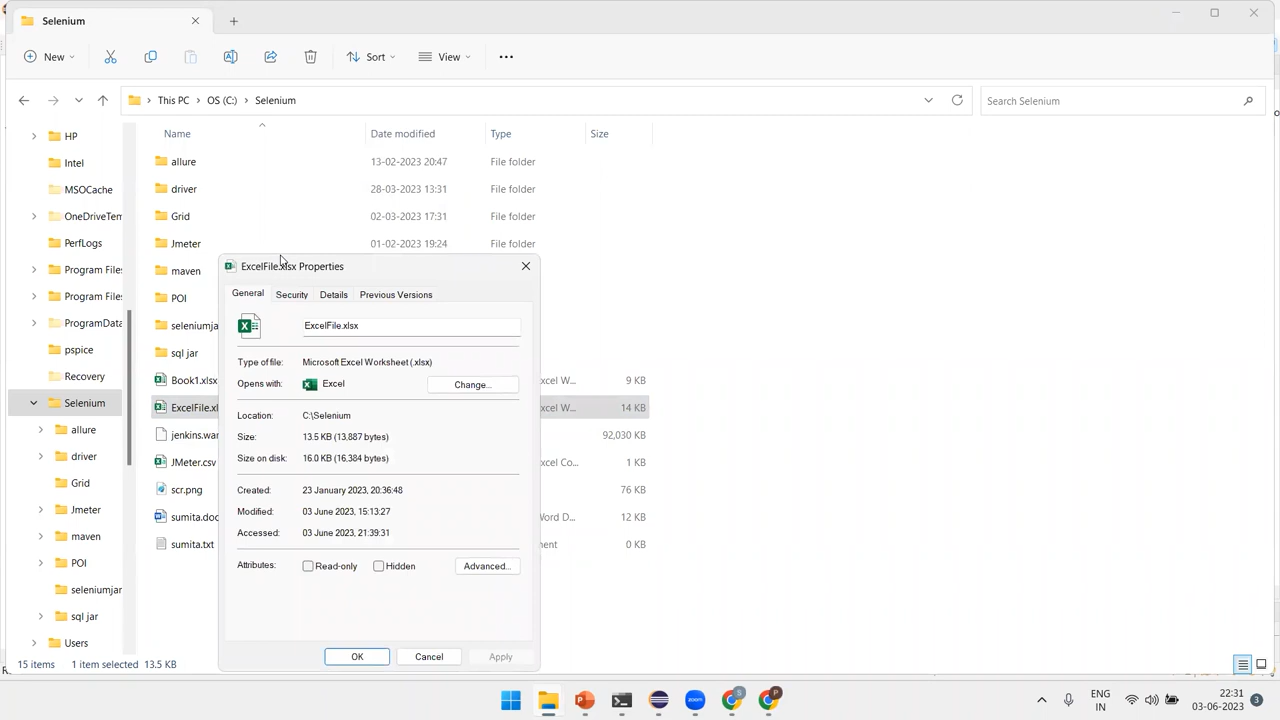 Selenium
New
Sort
View
This PC
OS (C:)
Selenium
Search Selenium
Name
Date modified
Type
Size
HP
Intel
MSOCache
OneDriveTem
PerfLogs
Program Files
Program Files
ProgramData
pspice
Recovery
Selenium
allure
driver
Grid
Jmeter
maven
POI
seleniumjar
sql jar
Users
allure 13-02-2023 20:47 File folder
driver 28-03-2023 13:31 File folder
Grid 02-03-2023 17:31 File folder
Jmeter 01-02-2023 19:24 File folder
maven
POI
seleniumja
sql jar
Book1.xlsx xcel W... 9 KB
ExcelFile.xl xcel W... 14 KB
jenkins.war 92,030 KB
JMeter.csv xcel Co... 1 KB
scr.png 76 KB
sumita.doc Word D... 12 KB
sumita.txt ment 0 KB
ExcelFile.xlsx Properties
General
Security
Details
Previous Versions
ExcelFile.xlsx
Type of file: Microsoft Excel Worksheet (.xlsx)
Opens with: Excel
Change...
Location: C:\Selenium
Size: 13.5 KB (13,887 bytes)
Size on disk: 16.0 KB (16,384 bytes)
Created: 23 January 2023, 20:36:48
Modified: 03 June 2023, 15:13:27
Accessed: 03 June 2023, 21:39:31
Attributes: Read-only Hidden
Advanced...
OK
Cancel
Apply
15 items 1 item selected 13.5 KB
zoom
S
P
ENG
IN
22:31
03-06-2023
3